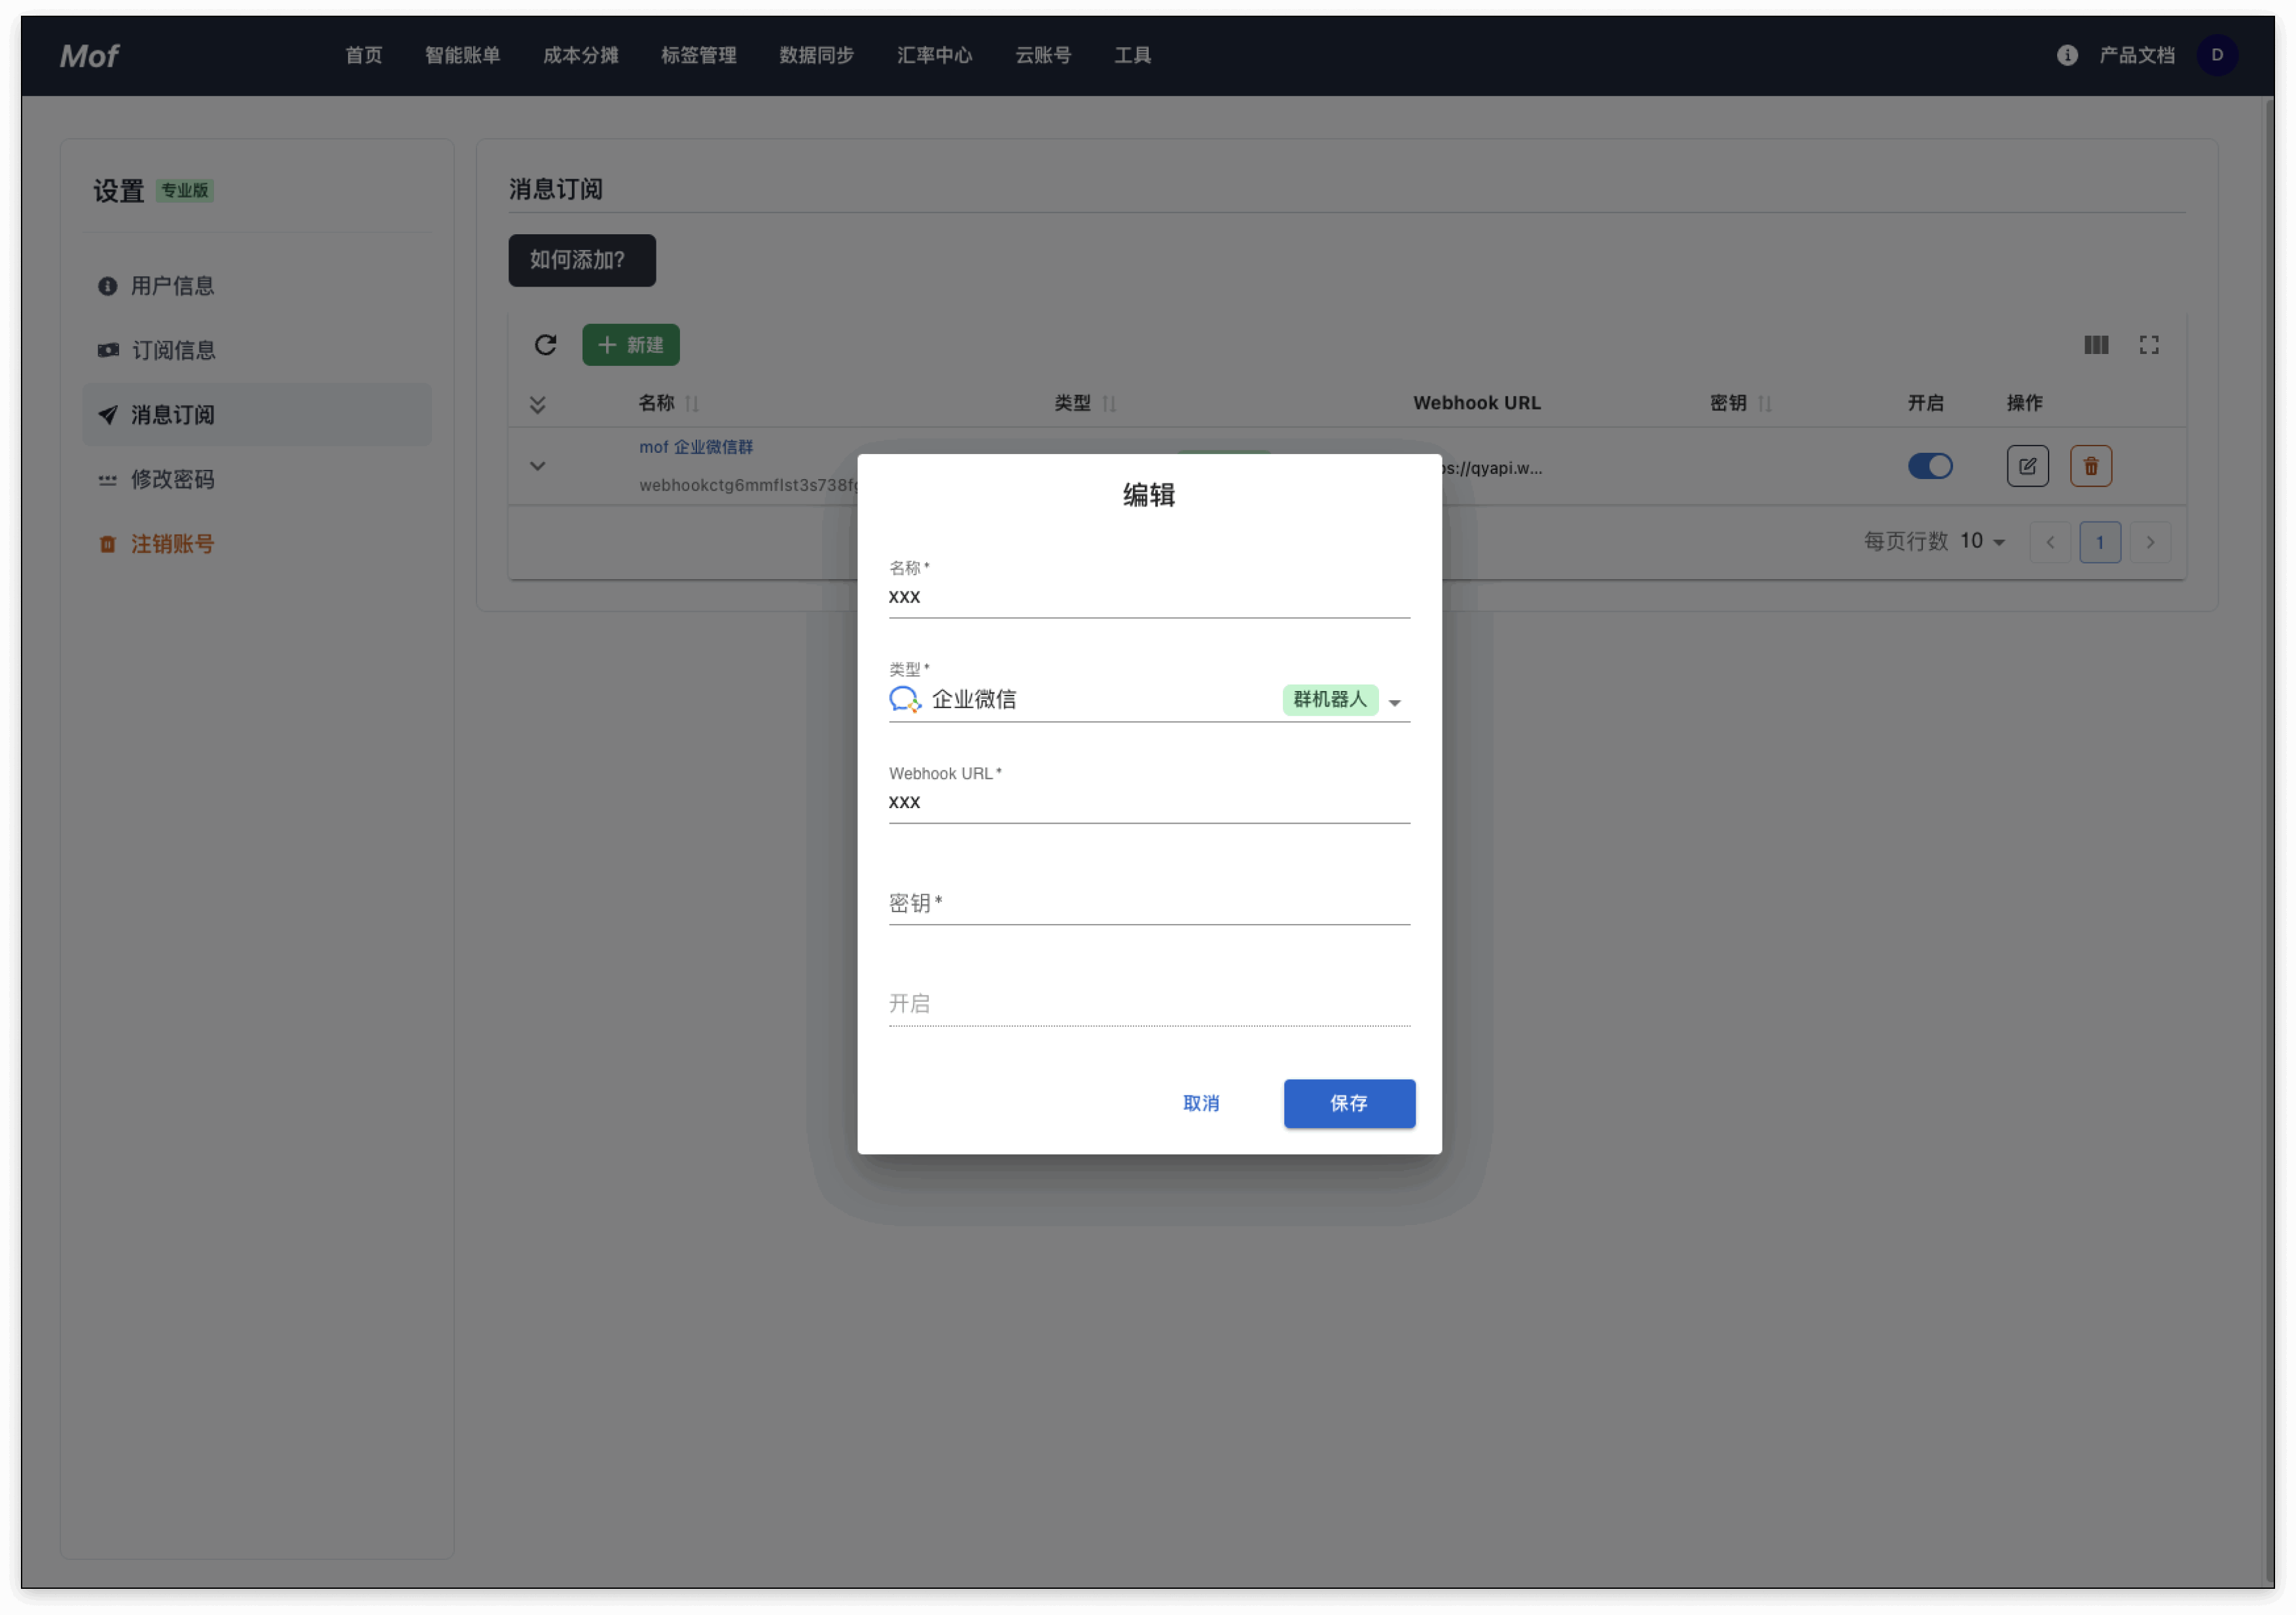 Mof 首页 智能账单 成本分摊 标签管理 数据同步 汇率中心 云账号 工具 产品文档 D
设置 专业版
用户信息
订阅信息
消息订阅
修改密码
注销账号
消息订阅
如何添加?
新建
名称 类型 Webhook URL 密钥 开启 操作
mof 企业微信群
webhookctg6mmflst3s738f
ps://qyapi.w...
每页行数 10 1
编辑
名称*
xxx
类型*
企业微信 群机器人
Webhook URL*
xxx
密钥*
开启
取消 保存